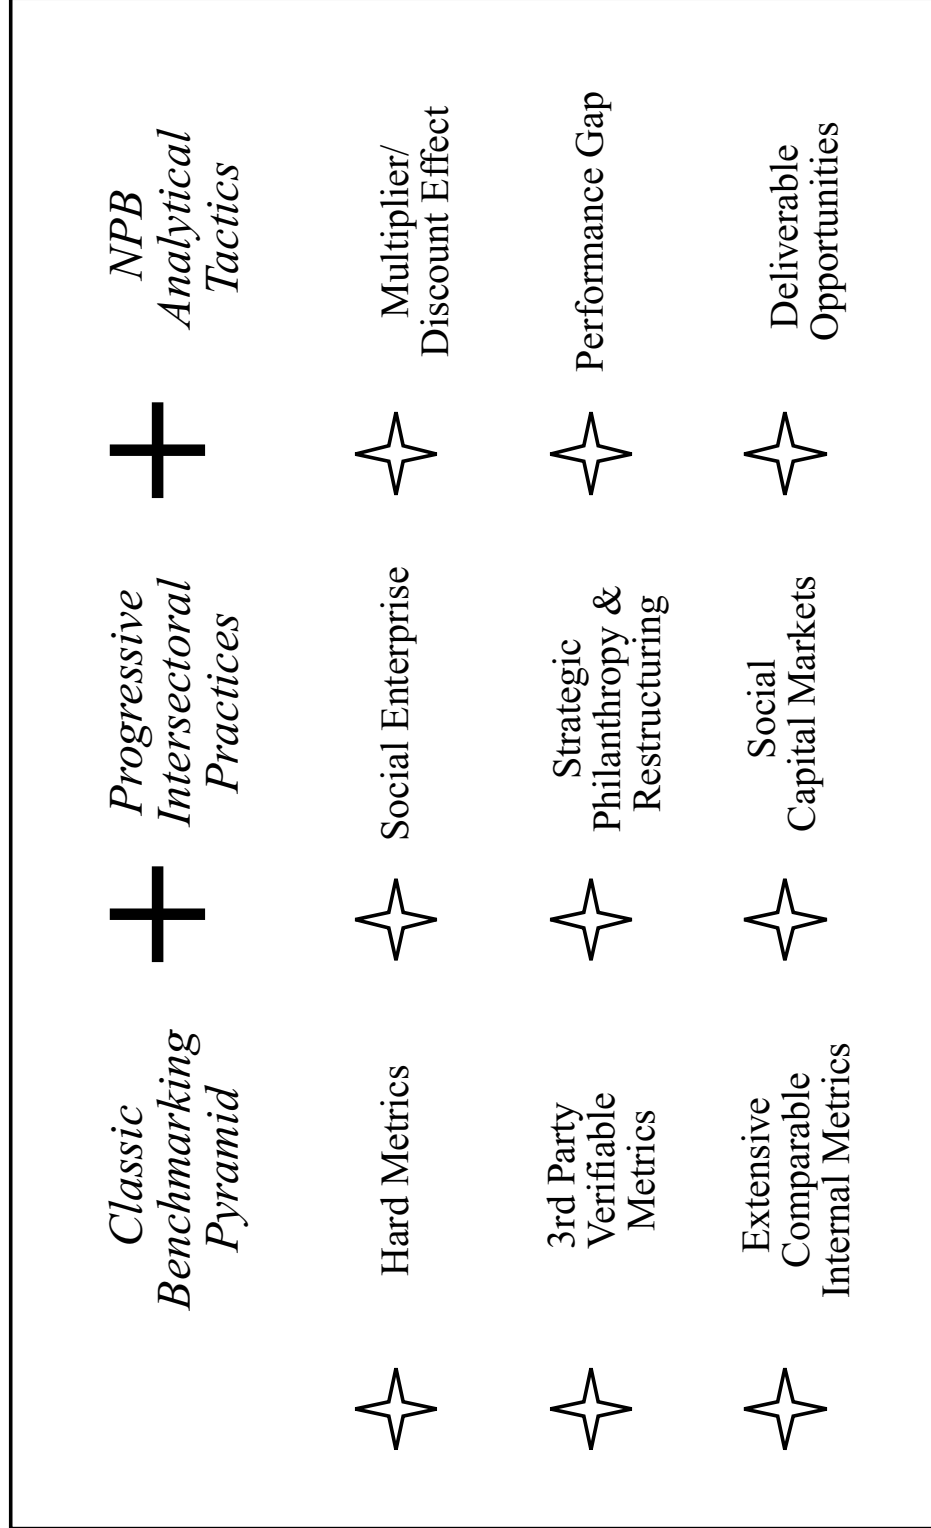 Classic
Benchmarking
Pyramid
Progressive
Intersectoral
Practices
NPB
Analytical
Tactics
Hard Metrics
Social Enterprise
Multiplier/
Discount Effect
3rd Party
Verifiable
Metrics
Strategic
Philanthropy &
Restructuring
Performance Gap
Extensive
Comparable
Internal Metrics
Social
Capital Markets
Deliverable
Opportunities